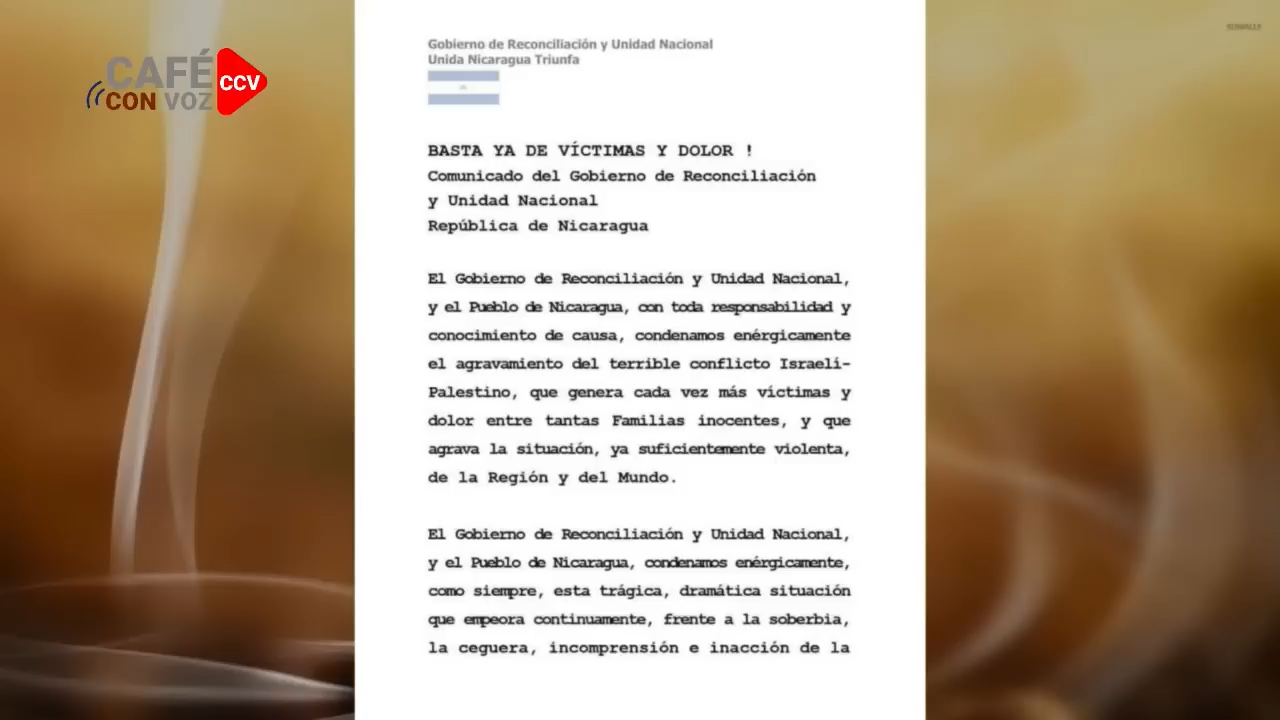 CAFÉ
CON VOZ
CCV
Gobierno de Reconciliación y Unidad Nacional
Unida Nicaragua Triunfa
BASTA YA DE VÍCTIMAS Y DOLOR !
Comunicado del Gobierno de Reconciliación
y Unidad Nacional
República de Nicaragua
El Gobierno de Reconciliación y Unidad Nacional,
y el Pueblo de Nicaragua, con toda responsabilidad y
conocimiento de causa, condenamos enérgicamente
el agravamiento del terrible conflicto Israelí-
Palestino, que genera cada vez más víctimas y
dolor entre tantas Familias inocentes, y que
agrava la situación, ya suficientemente violenta,
de la Región y del Mundo.
El Gobierno de Reconciliación y Unidad Nacional,
y el Pueblo de Nicaragua, condenamos enérgicamente,
como siempre, esta trágica, dramática situación
que empeora continuamente, frente a la soberbia,
la ceguera, incomprensión e inacción de la